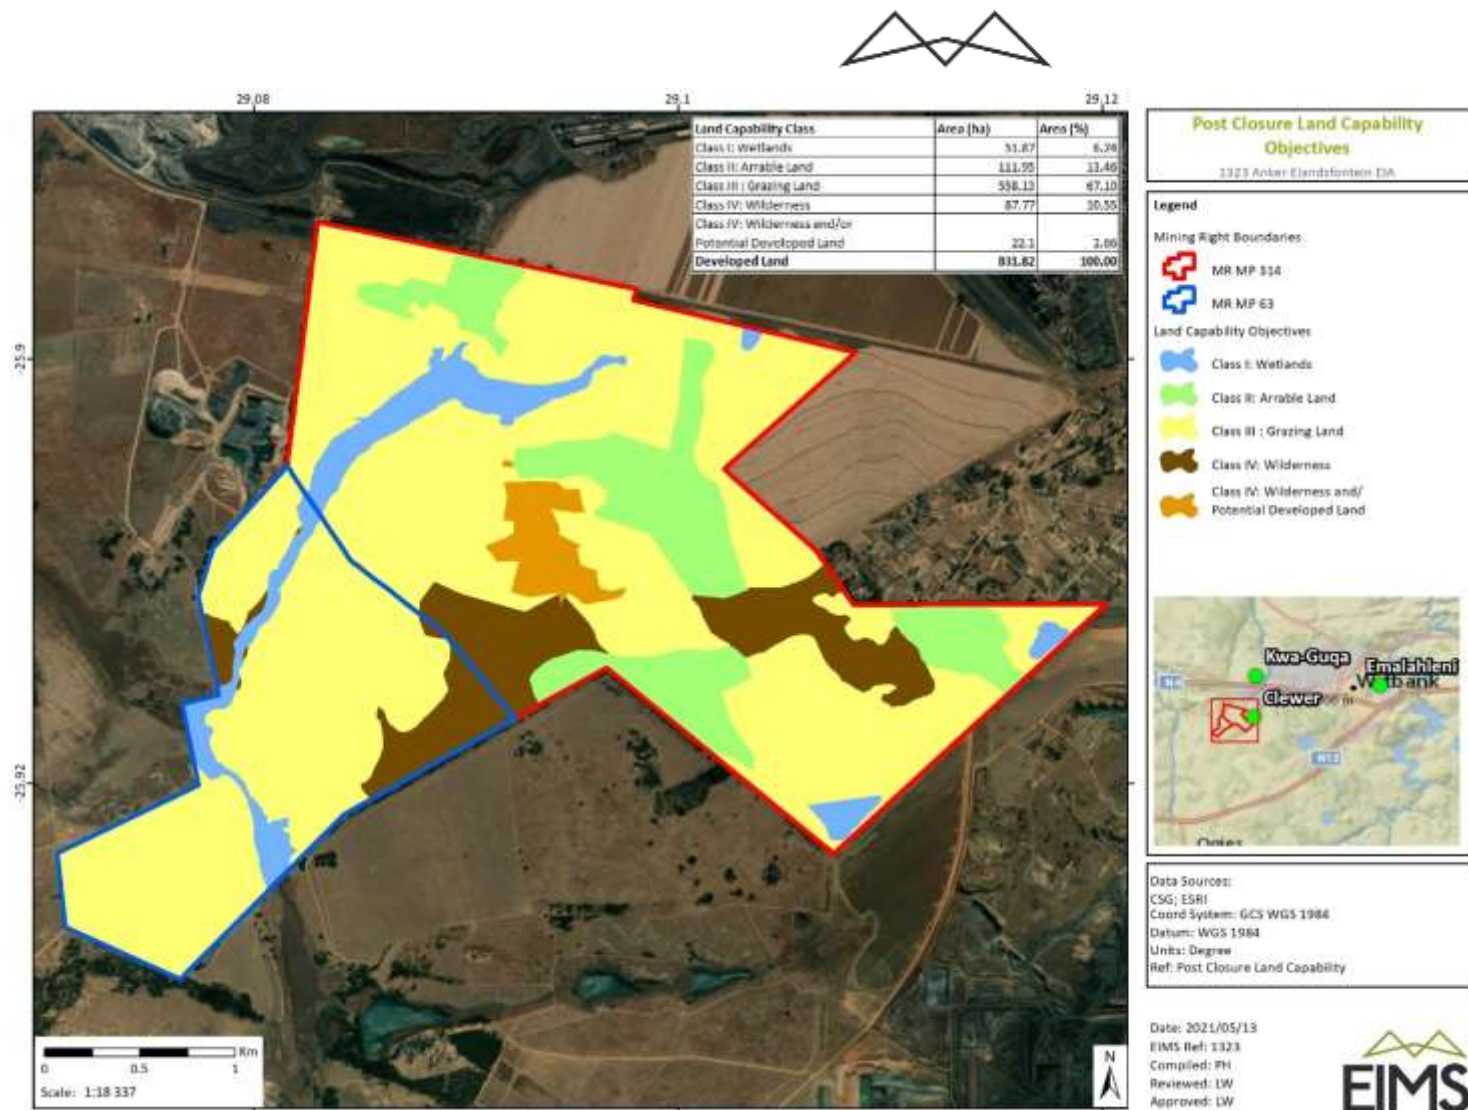 29.08
29.1
29.12
Land Capability Class Area (ha) Area (%)
Class I: Wetlands 51.87 6.24
Class II: Arrable Land 111.95 13.46
Class III : Grazing Land 558.13 67.10
Class IV: Wilderness 87.77 10.55
Class IV: Wilderness and/or
Potential Developed Land 22.1 2.66
Developed Land 831.82 100.00
-25.9
-25.92
Km
0 0.5 1
Scale: 1:18 337
N
Post Closure Land Capability
Objectives
1323 Anker Elandsfontein EIA
Legend
Mining Right Boundaries
MR MP 314
MR MP 63
Land Capability Objectives
Class I: Wetlands
Class II: Arrable Land
Class III : Grazing Land
Class IV: Wilderness
Class IV: Wilderness and/
Potential Developed Land
Kwa-Guqa
Emalahleni
Witbank
Clewer
N12
Ogies
Data Sources:
CSG; ESRI
Coord System: GCS WGS 1984
Datum: WGS 1984
Units: Degree
Ref: Post Closure Land Capability
Date: 2021/05/13
EIMS Ref: 1323
Compiled: PH
Reviewed: LW
Approved: LW
EIMS